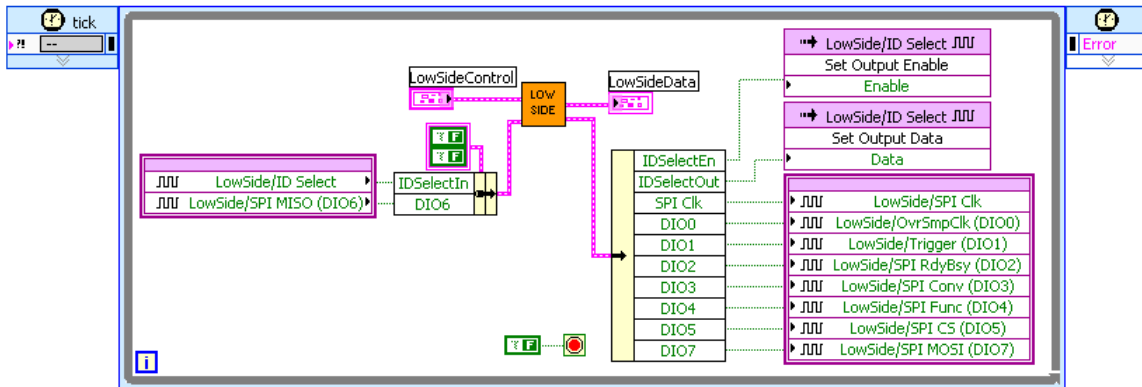 tick
?!
--
Error
LowSideControl
LOW
SIDE
LowSideData
LowSide/ID Select
Set Output Enable
Enable
LowSide/ID Select
Set Output Data
Data
? F
? F
LowSide/ID Select
LowSide/SPI MISO (DIO6)
IDSelectIn
DIO6
IDSelectEn
IDSelectOut
SPI Clk
DIO0
DIO1
DIO2
DIO3
DIO4
DIO5
DIO7
LowSide/SPI Clk
LowSide/OvrSmpClk (DIO0)
LowSide/Trigger (DIO1)
LowSide/SPI RdyBsy (DIO2)
LowSide/SPI Conv (DIO3)
LowSide/SPI Func (DIO4)
LowSide/SPI CS (DIO5)
LowSide/SPI MOSI (DIO7)
? F
i